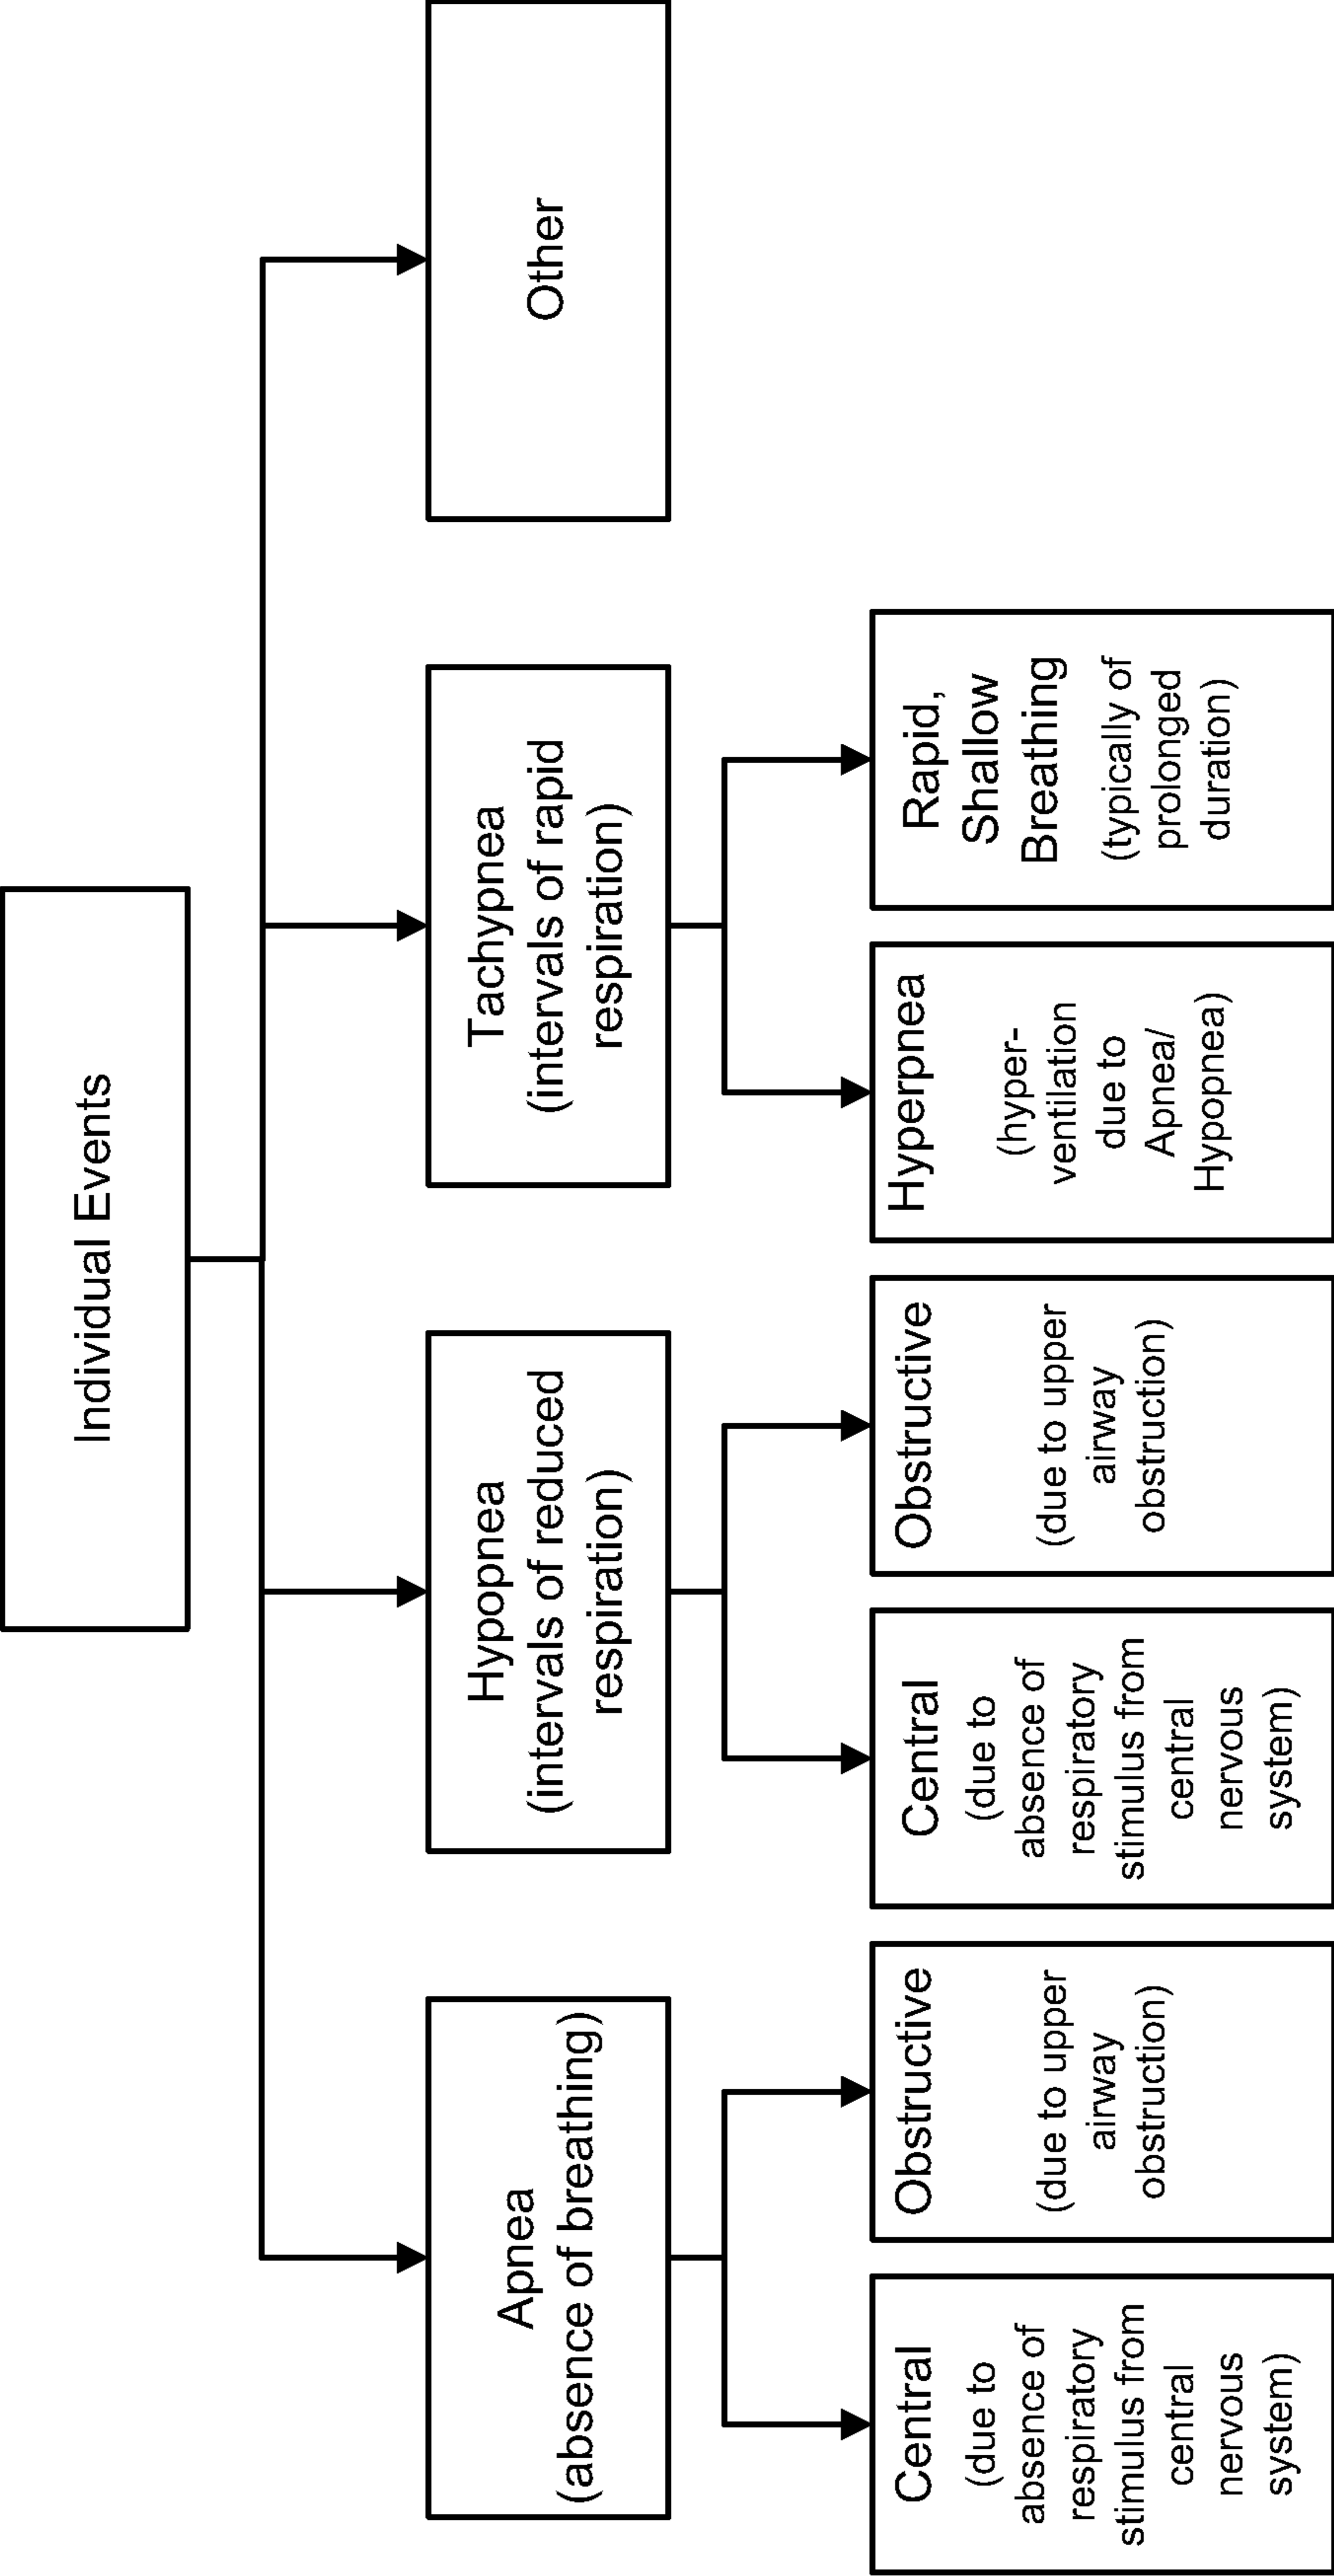 Individual Events
Apnea
(absence of breathing)
Hypopnea
(intervals of reduced
respiration)
Tachypnea
(intervals of rapid
respiration)
Other
Central
(due to
absence of
respiratory
stimulus from
central
nervous
system)
Obstructive
(due to upper
airway
obstruction)
Central
(due to
absence of
respiratory
stimulus from
central
nervous
system)
Obstructive
(due to upper
airway
obstruction)
Hyperpnea
(hyper-
ventilation
due to
Apnea/
Hypopnea)
Rapid,
Shallow
Breathing
(typically of
prolonged
duration)